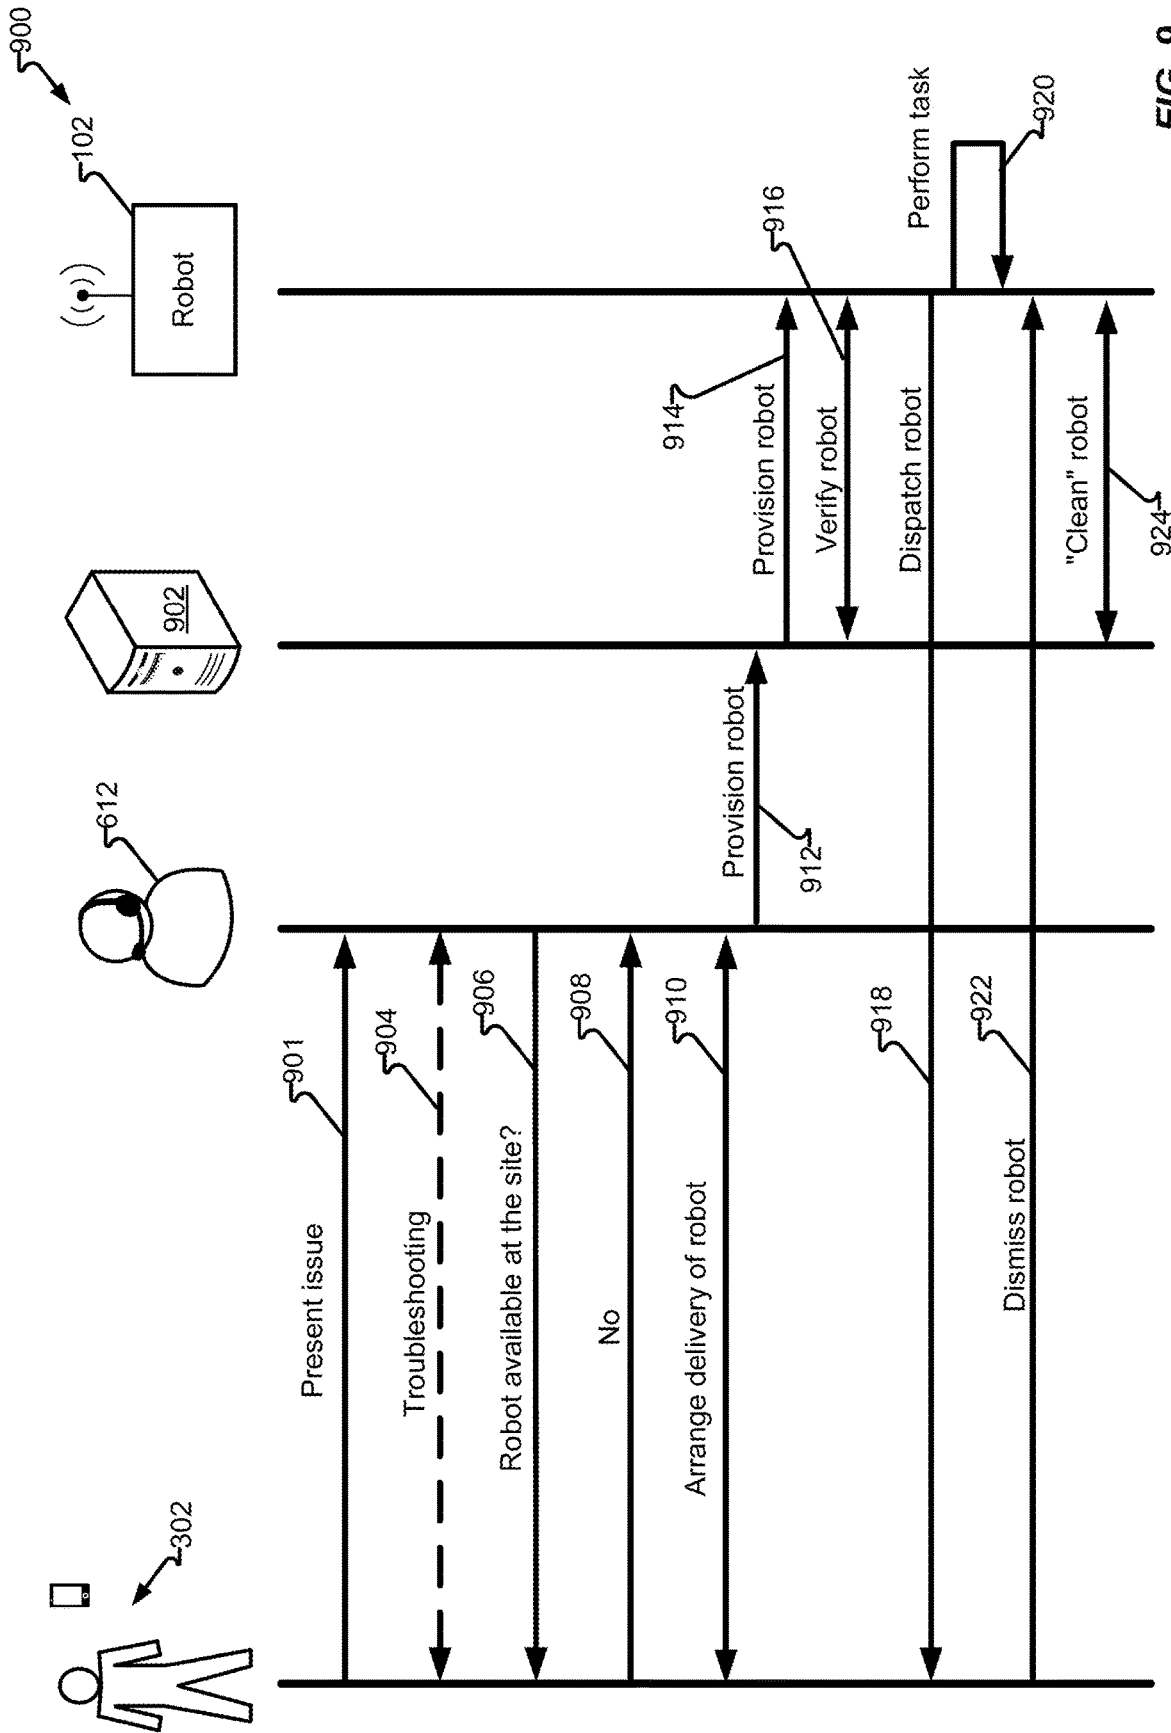 900
302
612
902
Robot
102
Present issue
901
Troubleshooting
904
Robot available at the site?
906
No
908
Arrange delivery of robot
910
Provision robot
912
Provision robot
914
Verify robot
916
Dispatch robot
918
Perform task
920
Dismiss robot
922
"Clean" robot
924